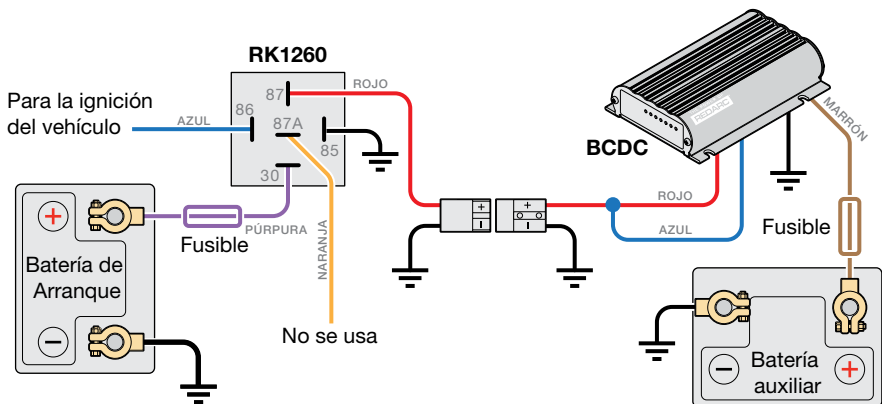 RK1260
Para la ignición
del vehículo
AZUL
86
87
ROJO
87A
85
30
Fusible
PÚRPURA
NARANJA
No se usa
+
Batería de
Arranque
−
+
−
+
−
REDARC
BCDC
MARRÓN
ROJO
AZUL
Fusible
−
Batería
auxiliar
+